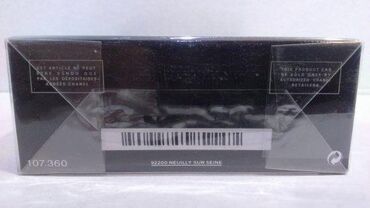 CET ARTICLE NE PEUT
ETRE VENDU QUE
PAR LES DEPOSITAIRES
AGREES CHANEL
THIS PRODUCT CAN
BE SOLD ONLY BY
AUTHORIZED CHANEL
RETAILERS
107.360
92200 NEUILLY SUR SEINE